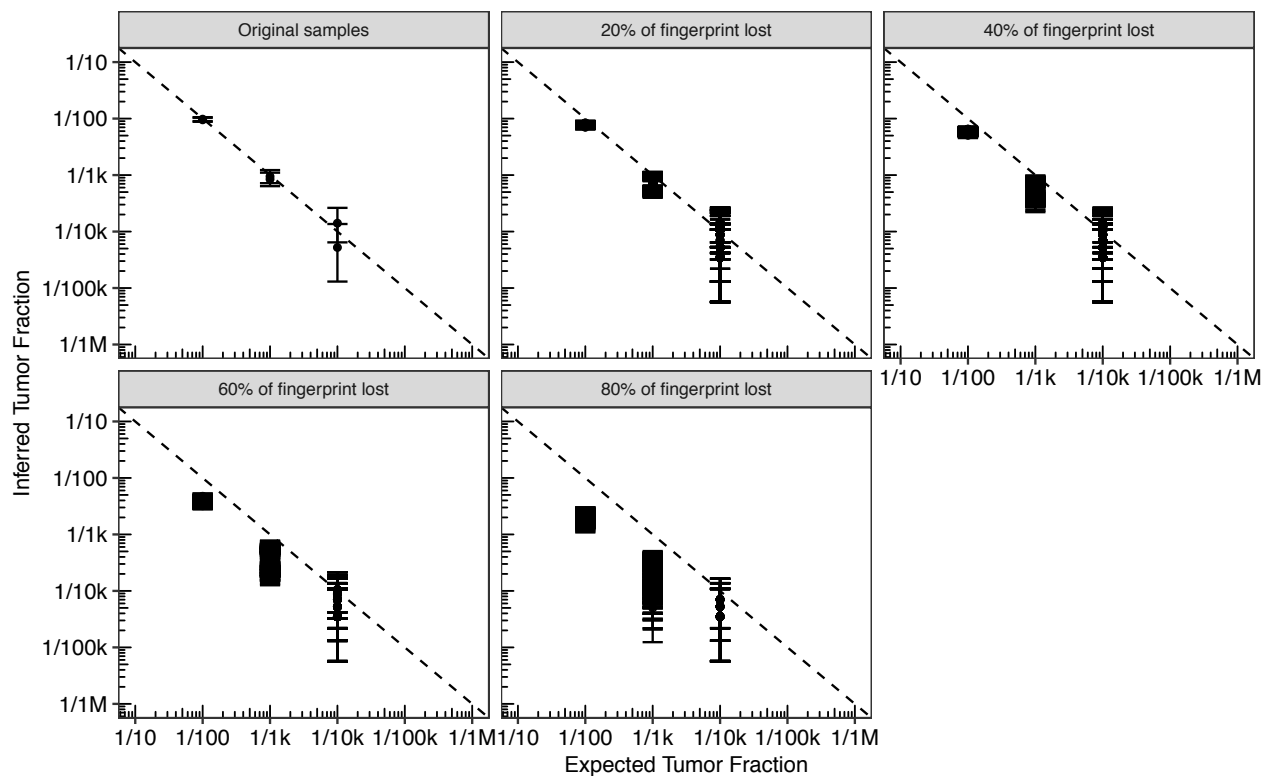 Original samples
20% of fingerprint lost
40% of fingerprint lost
1/10
1/100
1/1k
1/10k
1/100k
1/1M
1/10 1/100 1/1k 1/10k 1/100k 1/1M
60% of fingerprint lost
80% of fingerprint lost
1/10
1/100
1/1k
1/10k
1/100k
1/1M
1/10 1/100 1/1k 1/10k 1/100k 1/1M
1/10 1/100 1/1k 1/10k 1/100k 1/1M
Inferred Tumor Fraction
Expected Tumor Fraction